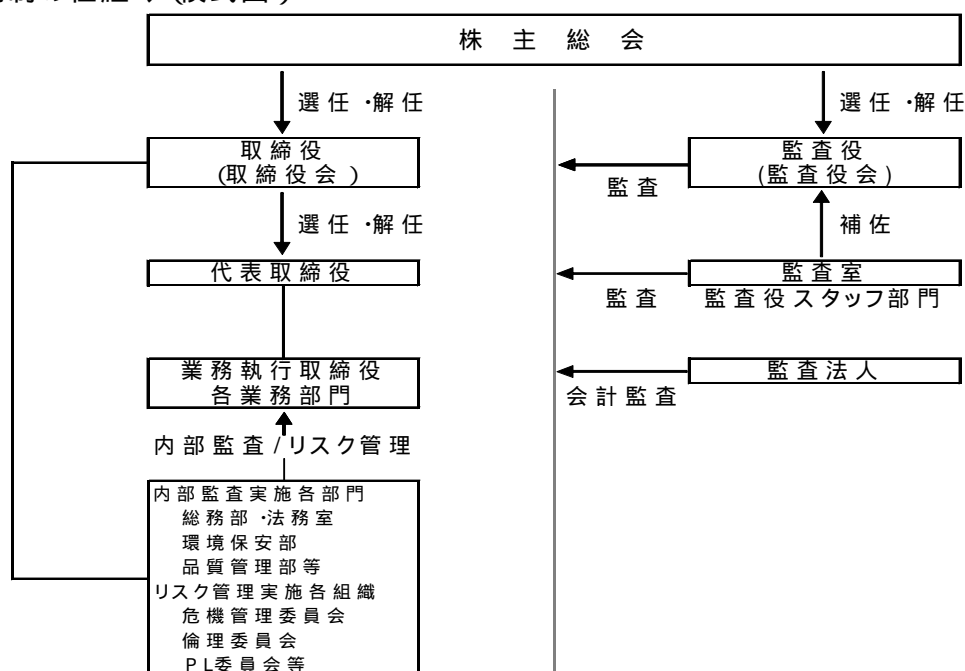 株主総会
選任・解任
選任・解任
取締役
(取締役会)
監査
監査役
(監査役会)
選任・解任
補佐
代表取締役
監査
監査室
監査役スタッフ部門
業務執行取締役
各業務部門
会計監査
監査法人
内部監査/リスク管理
内部監査実施各部門
総務部・法務室
環境保安部
品質管理部等
リスク管理実施各組織
危機管理委員会
倫理委員会
PL委員会等